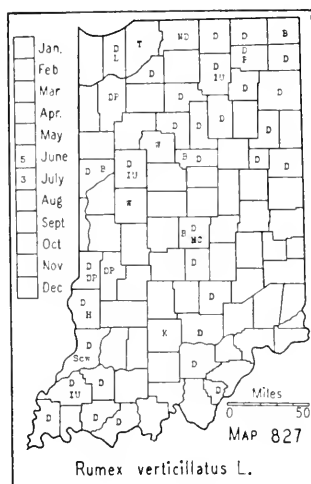 Jan.
Feb
Mar
Apr.
May
5 June
3 July
Aug
Sept
Oct
Nov
Dec
D T ND D D D B
L D
D IU P D
DP D D D
D D D
W
D B D D D
D B IU
W
B D
NC
D DP D
DP
D D
H
D K D
Scw
D D D
IU
D D D
D
Miles
0 50
MAP 827
Rumex verticillatus L.